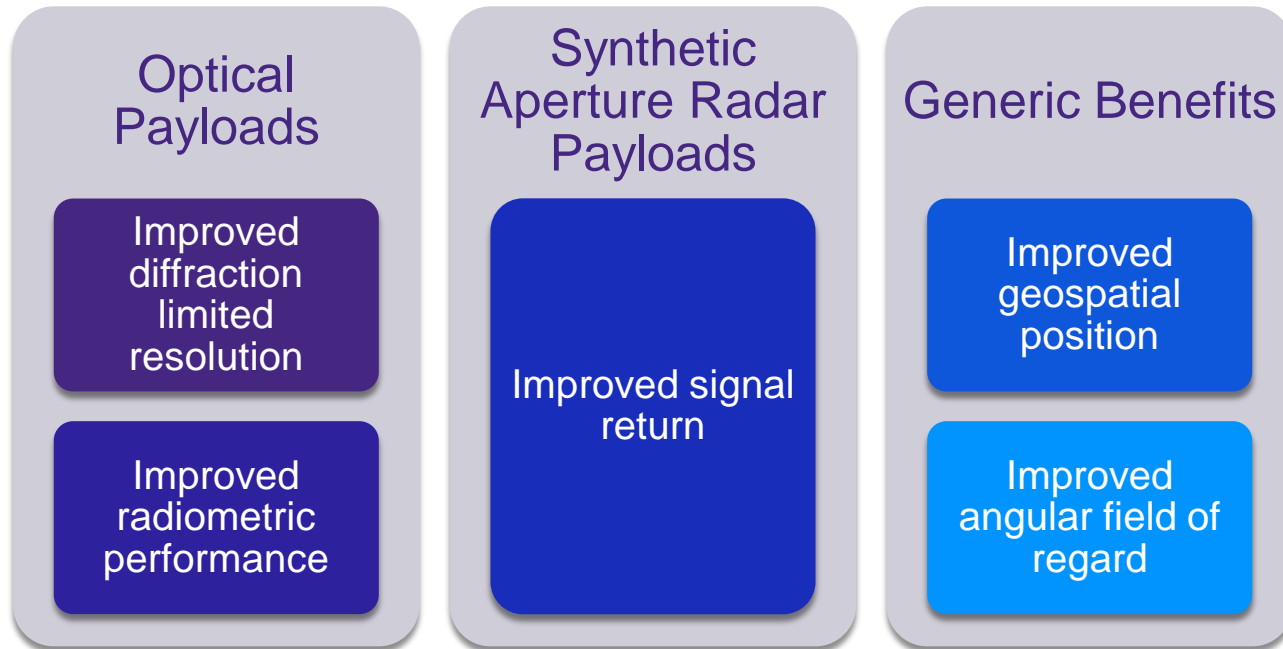 Optical
Payloads
Improved
diffraction
limited
resolution
Improved
radiometric
performance
Synthetic
Aperture Radar
Payloads
Improved signal
return
Generic Benefits
Improved
geospatial
position
Improved
angular field of
regard